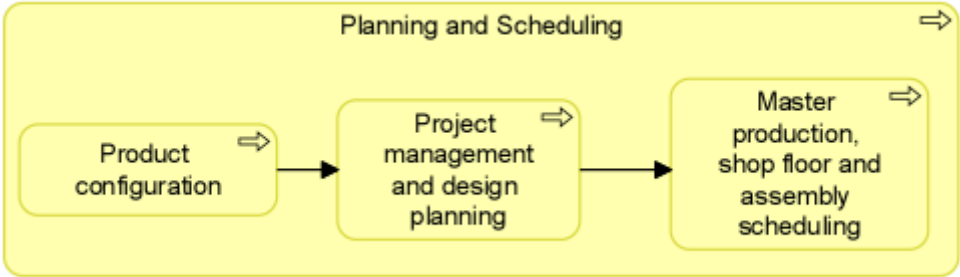 Planning and Scheduling
Product
configuration
Project
management
and design
planning
Master
production,
shop floor and
assembly
scheduling